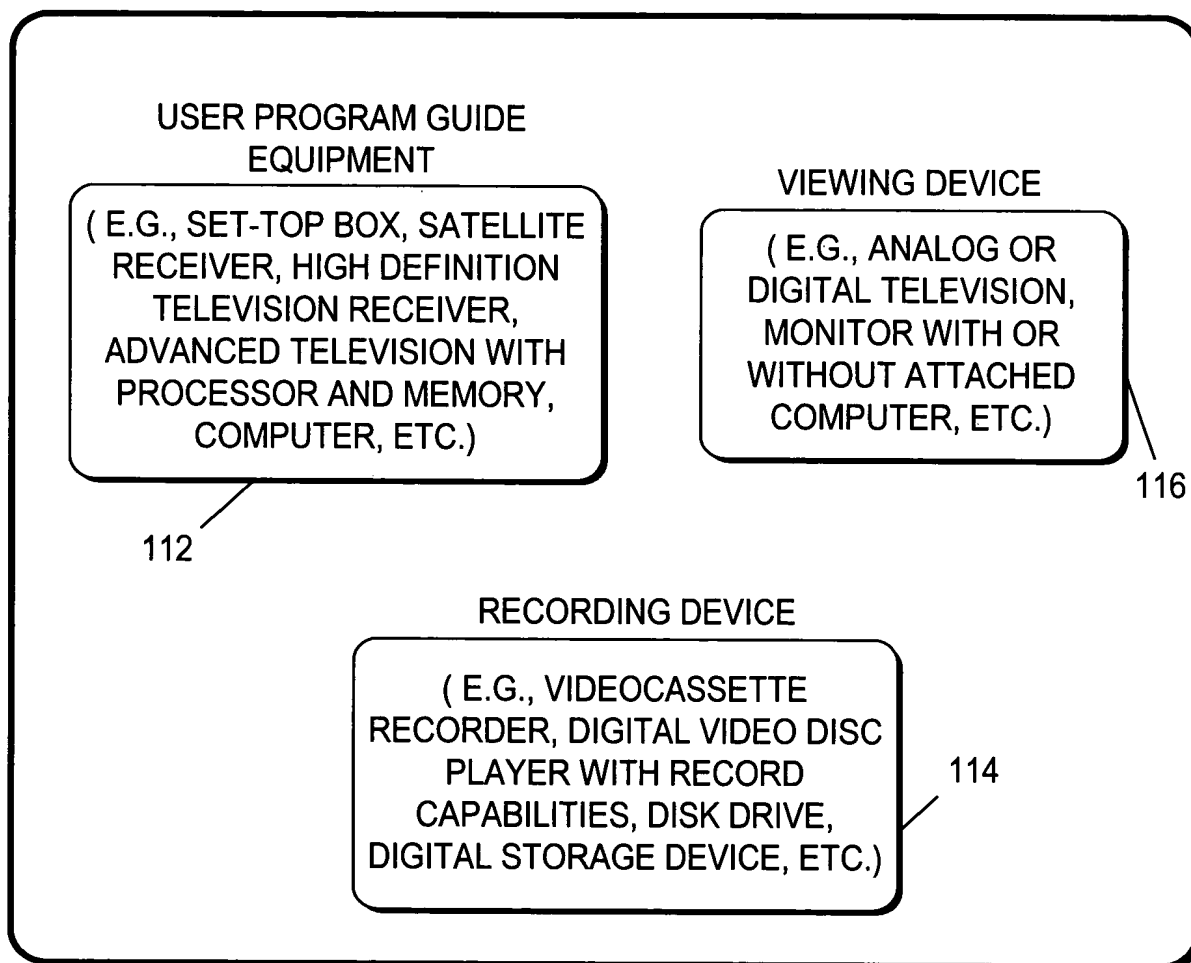 USER PROGRAM GUIDE
EQUIPMENT
( E.G., SET-TOP BOX, SATELLITE
RECEIVER, HIGH DEFINITION
TELEVISION RECEIVER,
ADVANCED TELEVISION WITH
PROCESSOR AND MEMORY,
COMPUTER, ETC.)
112
VIEWING DEVICE
( E.G., ANALOG OR
DIGITAL TELEVISION,
MONITOR WITH OR
WITHOUT ATTACHED
COMPUTER, ETC.)
116
RECORDING DEVICE
( E.G., VIDEOCASSETTE
RECORDER, DIGITAL VIDEO DISC
PLAYER WITH RECORD
CAPABILITIES, DISK DRIVE,
DIGITAL STORAGE DEVICE, ETC.)
114